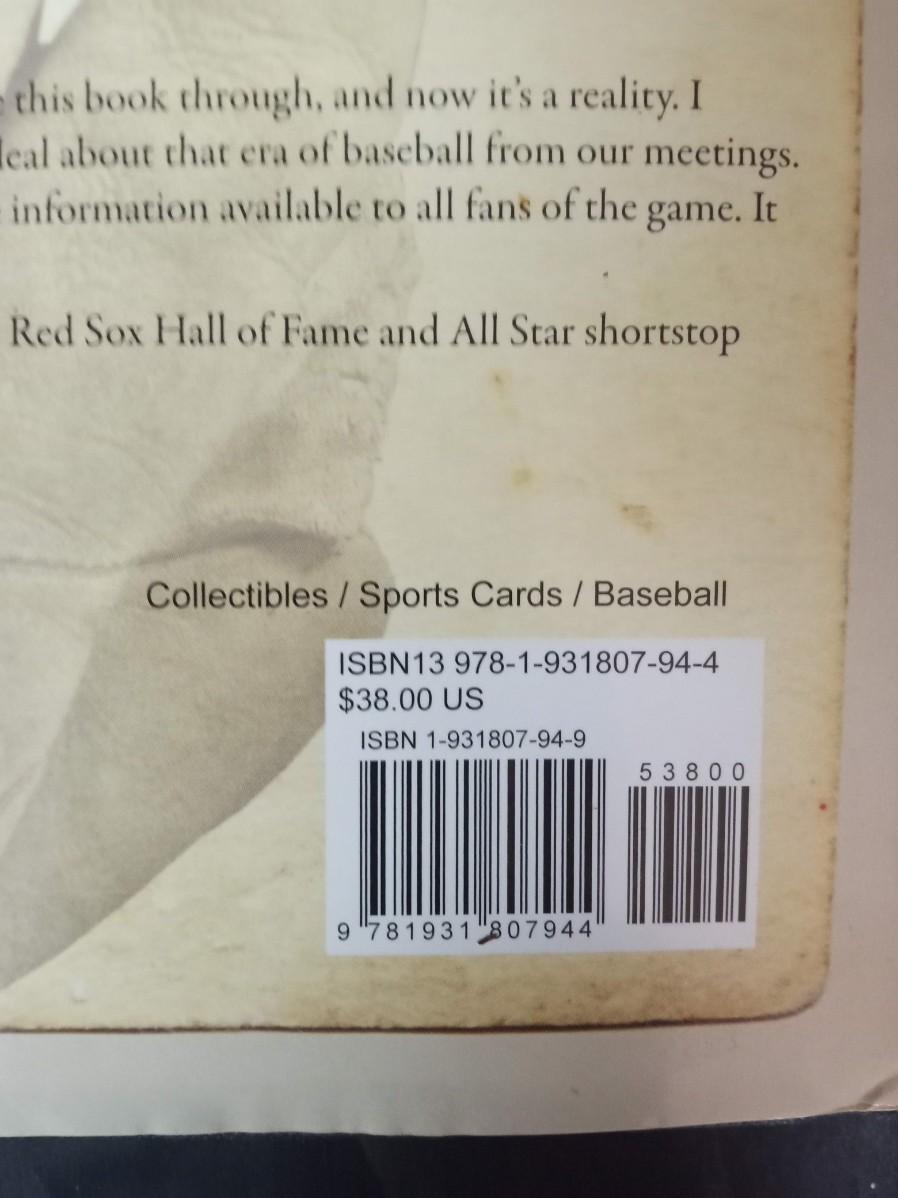 this book through, and now it's a reality. I
about that era of baseball from our meetings.
information available to all fans of the game. It
Red Sox Hall of Fame and All Star shortstop
Collectibles / Sports Cards / Baseball
ISBN13 978-1-931807-94-4
$38.00 US
ISBN 1-931807-94-9
53800
9 781931 807944